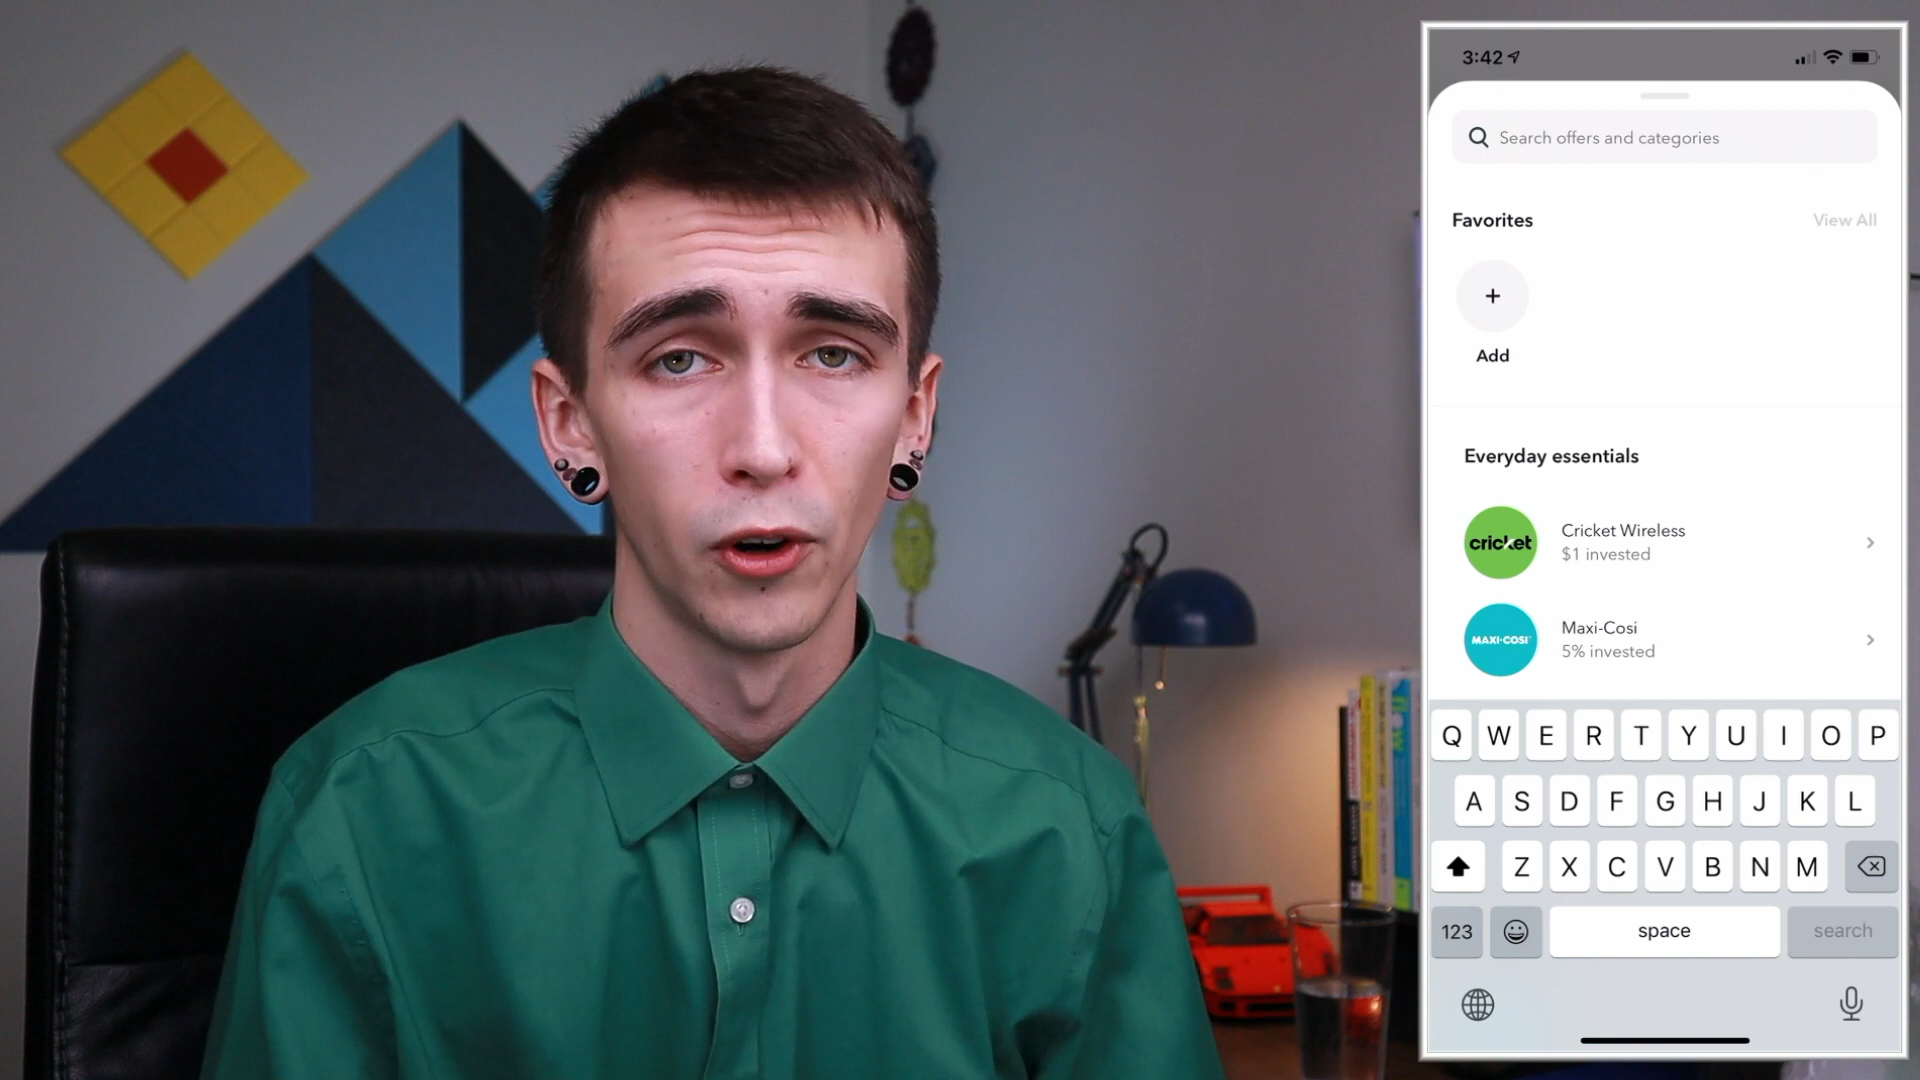 3:42
Search offers and categories
Favorites
View All
+
Add
Everyday essentials
cricket
Cricket Wireless
$1 invested
MAXI-COSI
Maxi-Cosi
5% invested
Q W E R T Y U I O P
A S D F G H J K L
Z X C V B N M
123
space
search